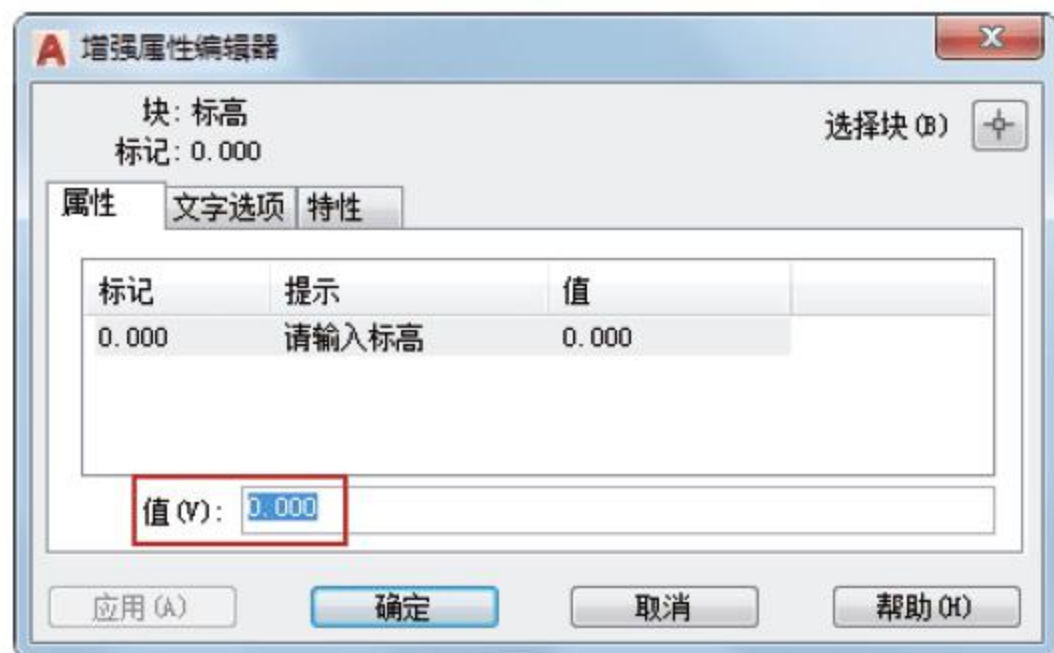 增强属性编辑器
块: 标高
标记: 0.000
选择块(B)
属性 文字选项 特性
标记 提示 值
0.000 请输入标高 0.000
值(V): 0.000
应用(A) 确定 取消 帮助(H)